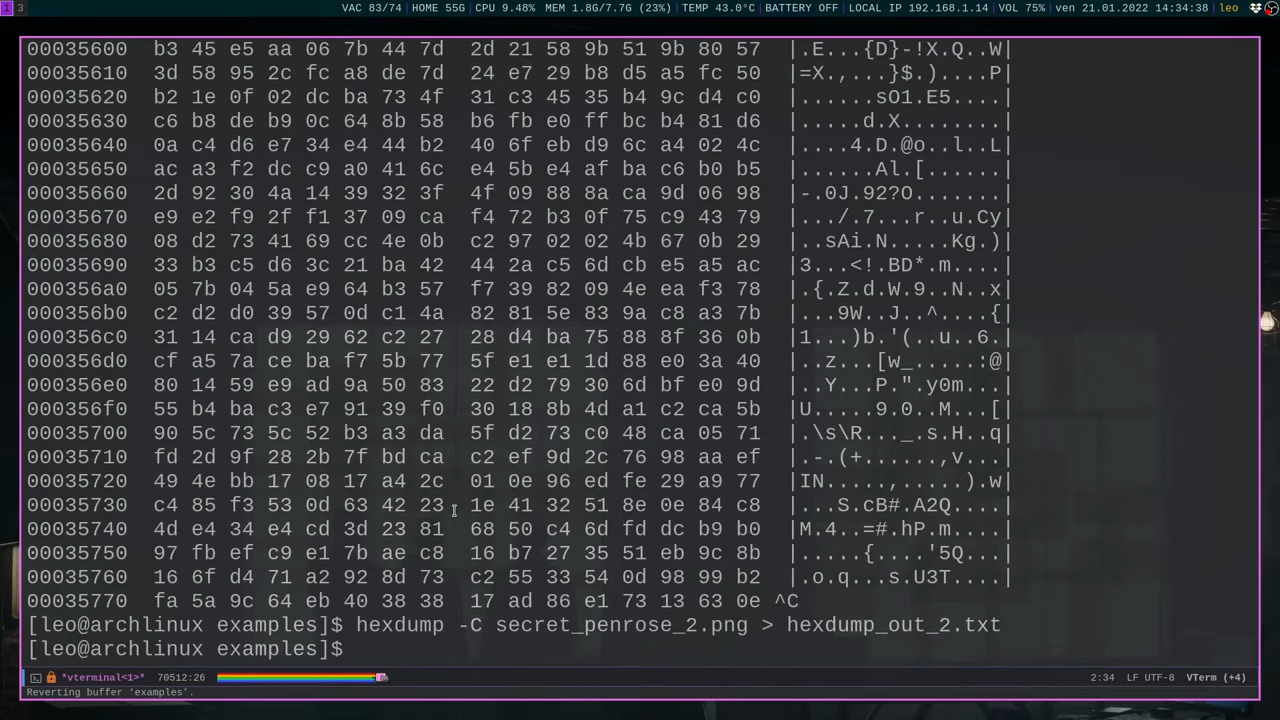 1 3 VAC 83/74 | HOME 55G | CPU 9.48% | MEM 1.8G/7.7G (23%) | TEMP 43.0°C | BATTERY OFF | LOCAL IP 192.168.1.14 | VOL 75% | ven 21.01.2022 14:34:38 | leo
00035600  b3 45 e5 aa 06 7b 44 7d  2d 21 58 9b 51 9b 80 57  |.E...{D}-!X.Q..W|
00035610  3d 58 95 2c fc a8 de 7d  24 e7 29 b8 d5 a5 fc 50  |=X.,...}$.)....P|
00035620  b2 1e 0f 02 dc ba 73 4f  31 c3 45 35 b4 9c d4 c0  |......sO1.E5....|
00035630  c6 b8 de b9 0c 64 8b 58  b6 fb e0 ff bc b4 81 d6  |.....d.X........|
00035640  0a c4 d6 e7 34 e4 44 b2  40 6f eb d9 6c a4 02 4c  |....4.D.@o..l..L|
00035650  ac a3 f2 dc c9 a0 41 6c  e4 5b e4 af ba c6 b0 b5  |......Al.[......|
00035660  2d 92 30 4a 14 39 32 3f  4f 09 88 8a ca 9d 06 98  |-.0J.92?O.......|
00035670  e9 e2 f9 2f f1 37 09 ca  f4 72 b3 0f 75 c9 43 79  |.../.7...r..u.Cy|
00035680  08 d2 73 41 69 cc 4e 0b  c2 97 02 02 4b 67 0b 29  |..sAi.N.....Kg.)|
00035690  33 b3 c5 d6 3c 21 ba 42  44 2a c5 6d cb e5 a5 ac  |3...<!.BD*.m....|
000356a0  05 7b 04 5a e9 64 b3 57  f7 39 82 09 4e ea f3 78  |.{.Z.d.W.9..N..x|
000356b0  c2 d2 d0 39 57 0d c1 4a  82 81 5e 83 9a c8 a3 7b  |...9W..J..^....{|
000356c0  31 14 ca d9 29 62 c2 27  28 d4 ba 75 88 8f 36 0b  |1...)b.'(..u..6.|
000356d0  cf a5 7a ce ba f7 5b 77  5f e1 e1 1d 88 e0 3a 40  |..z...[w_.....:@|
000356e0  80 14 59 e9 ad 9a 50 83  22 d2 79 30 6d bf e0 9d  |..Y...P.".y0m...|
000356f0  55 b4 ba c3 e7 91 39 f0  30 18 8b 4d a1 c2 ca 5b  |U.....9.0..M...[|
00035700  90 5c 73 5c 52 b3 a3 da  5f d2 73 c0 48 ca 05 71  |.\s\R..._.s.H..q|
00035710  fd 2d 9f 28 2b 7f bd ca  c2 ef 9d 2c 76 98 aa ef  |.-.(+......,v...|
00035720  49 4e bb 17 08 17 a4 2c  01 0e 96 ed fe 29 a9 77  |IN.....,.....).w|
00035730  c4 85 f3 53 0d 63 42 23  1e 41 32 51 8e 0e 84 c8  |...S.cB#.A2Q....|
00035740  4d e4 34 e4 cd 3d 23 81  68 50 c4 6d fd dc b9 b0  |M.4..=#.hP.m....|
00035750  97 fb ef c9 e1 7b ae c8  16 b7 27 35 51 eb 9c 8b  |.....{....'5Q...|
00035760  16 6f d4 71 a2 92 8d 73  c2 55 33 54 0d 98 99 b2  |.o.q...s.U3T....|
00035770  fa 5a 9c 64 eb 40 38 38  17 ad 86 e1 73 13 63 0e ^C
[leo@archlinux examples]$ hexdump -C secret_penrose_2.png > hexdump_out_2.txt
[leo@archlinux examples]$
*vterminal<1>* 70512:26 2:34 LF UTF-8 VTerm (+4)
Reverting buffer ‘examples’.